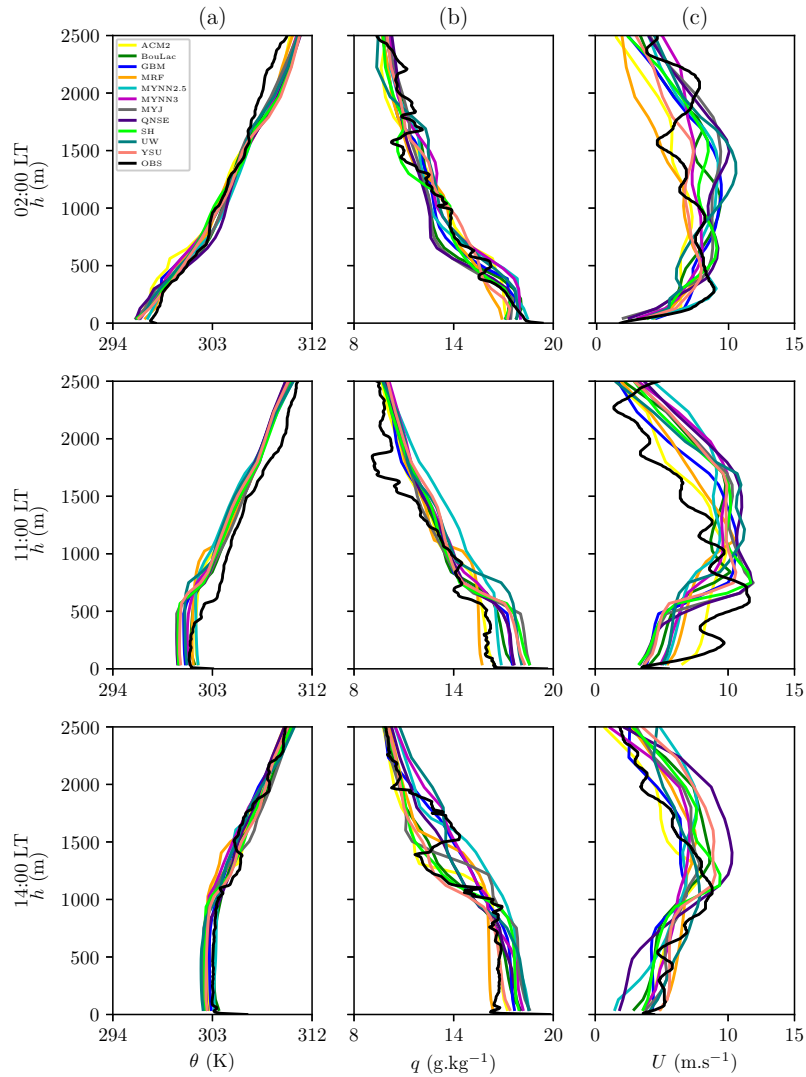 (a) (b) (c)
2500
2000
1500
1000
500
0
02:00 LT
h (m)
ACM2
BouLac
GBM
MRF
MYNN2.5
MYNN3
MYJ
QNSE
SH
UW
YSU
OBS
294 303 312
8 14 20
0 10 15
2500
2000
1500
1000
500
0
11:00 LT
h (m)
294 303 312
8 14 20
0 10 15
2500
2000
1500
1000
500
0
14:00 LT
h (m)
294 303 312
8 14 20
0 10 15
θ (K)
q (g.kg⁻¹)
U (m.s⁻¹)